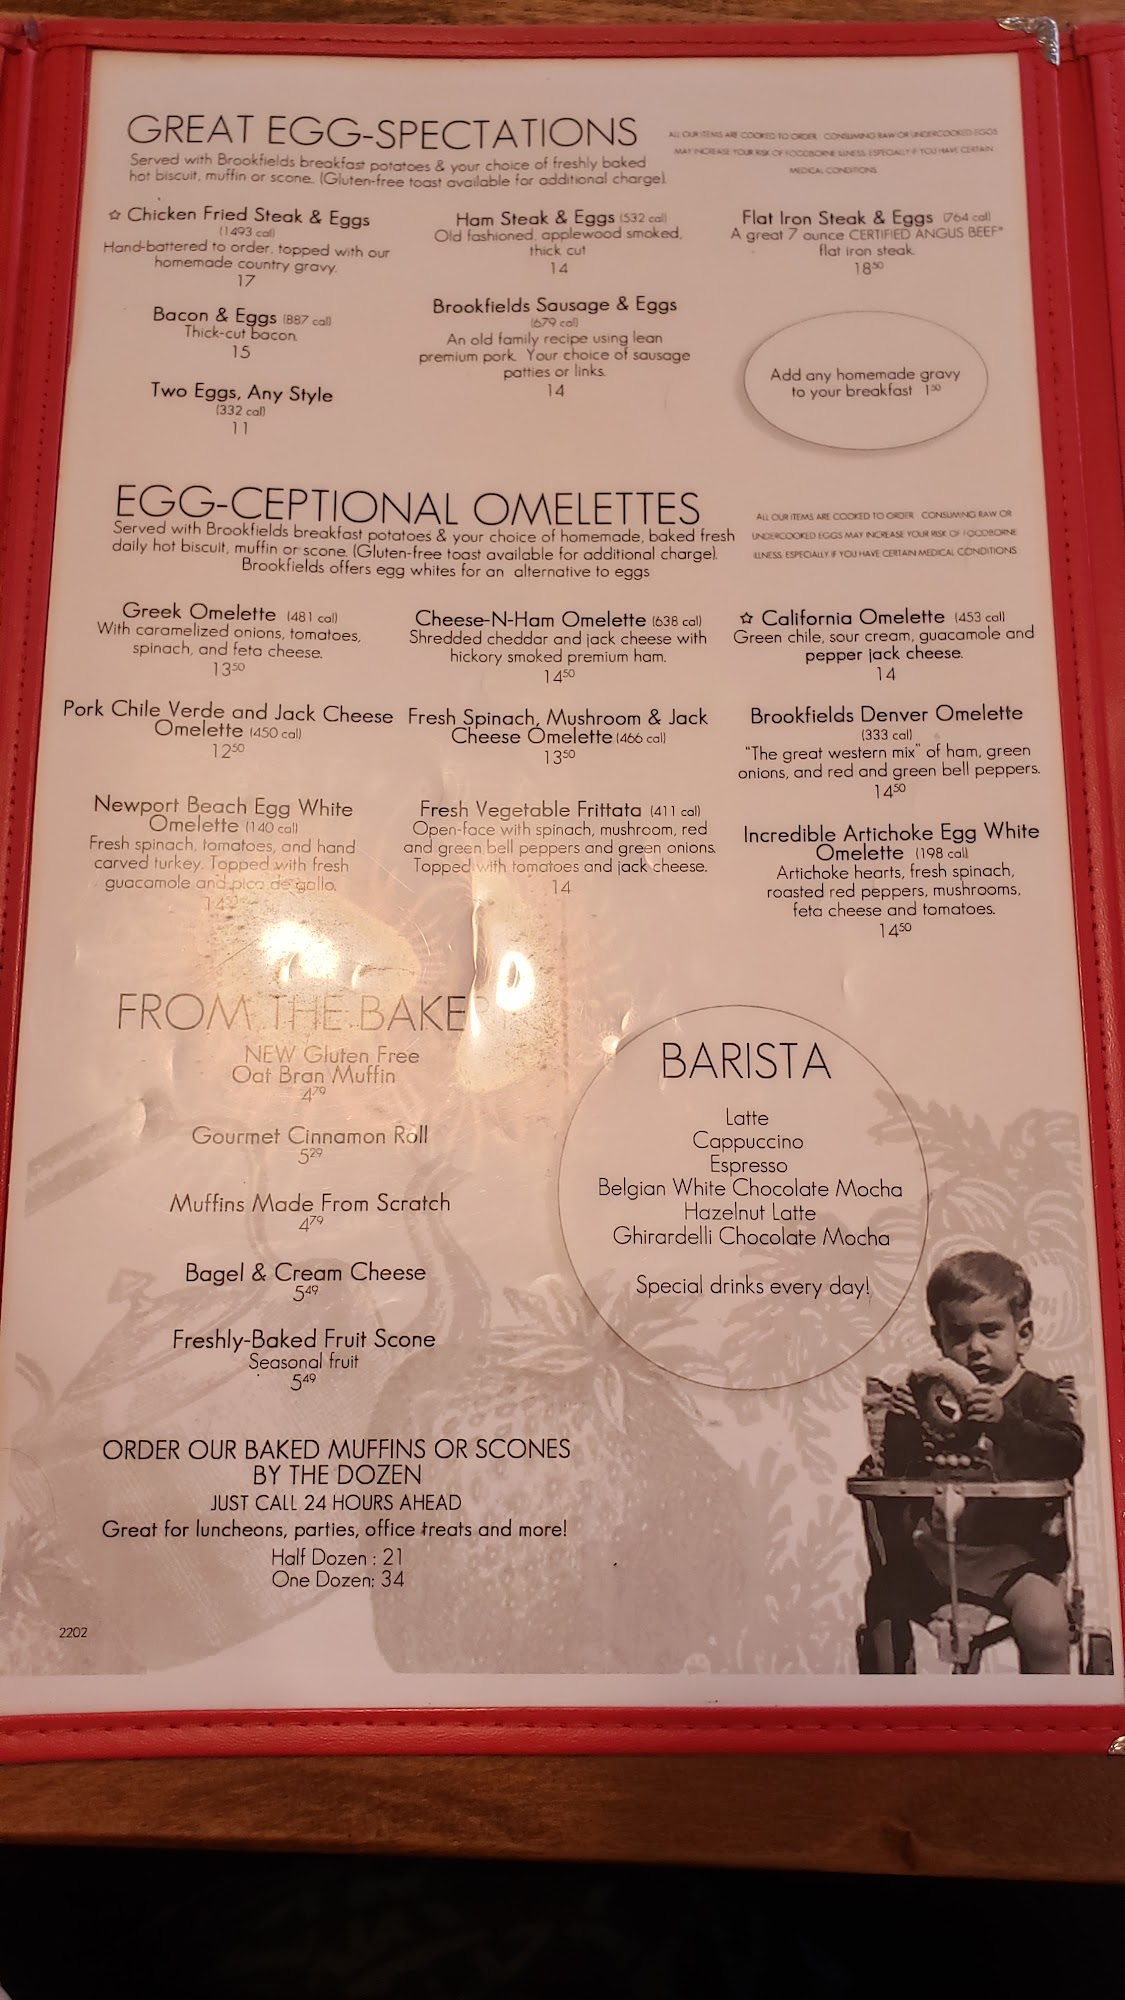 GREAT EGG-SPECTATIONS
Served with Brookfields breakfast potatoes & your choice of freshly baked
hot biscuit, muffin or scone. (Gluten-free toast available for additional charge).
ALL OUR ITEMS ARE COOKED TO ORDER. CONSUMING RAW OR UNDERCOOKED EGGS
MAY INCREASE YOUR RISK OF FOODBORNE ILLNESS, ESPECIALLY IF YOU HAVE CERTAIN
MEDICAL CONDITIONS
☆ Chicken Fried Steak & Eggs
(1493 cal)
Hand-battered to order, topped with our
homemade country gravy.
17
Ham Steak & Eggs (532 cal)
Old fashioned, applewood smoked,
thick cut
14
Flat Iron Steak & Eggs (764 cal)
A great 7 ounce CERTIFIED ANGUS BEEF®
flat iron steak.
18⁵⁰
Bacon & Eggs (887 cal)
Thick-cut bacon.
15
Brookfields Sausage & Eggs
(679 cal)
An old family recipe using lean
premium pork. Your choice of sausage
patties or links.
14
Two Eggs, Any Style
(332 cal)
11
Add any homemade gravy
to your breakfast 1⁵⁰
EGG-CEPTIONAL OMELETTES
Served with Brookfields breakfast potatoes & your choice of homemade, baked fresh
daily hot biscuit, muffin or scone. (Gluten-free toast available for additional charge).
Brookfields offers egg whites for an alternative to eggs
ALL OUR ITEMS ARE COOKED TO ORDER. CONSUMING RAW OR
UNDERCOOKED EGGS MAY INCREASE YOUR RISK OF FOODBORNE
ILLNESS, ESPECIALLY IF YOU HAVE CERTAIN MEDICAL CONDITIONS
Greek Omelette (481 cal)
With caramelized onions, tomatoes,
spinach, and feta cheese.
13⁵⁰
Cheese-N-Ham Omelette (638 cal)
Shredded cheddar and jack cheese with
hickory smoked premium ham.
14⁵⁰
☆ California Omelette (453 cal)
Green chile, sour cream, guacamole and
pepper jack cheese.
14
Pork Chile Verde and Jack Cheese
Omelette (450 cal)
12⁵⁰
Fresh Spinach, Mushroom & Jack
Cheese Omelette (466 cal)
13⁵⁰
Brookfields Denver Omelette
(333 cal)
"The great western mix" of ham, green
onions, and red and green bell peppers.
14⁵⁰
Newport Beach Egg White
Omelette (140 cal)
Fresh spinach, tomatoes, and hand
carved turkey. Topped with fresh
guacamole and pico de gallo.
Fresh Vegetable Frittata (411 cal)
Open-face with spinach, mushroom, red
and green bell peppers and green onions.
Topped with tomatoes and jack cheese.
14
Incredible Artichoke Egg White
Omelette (198 cal)
Artichoke hearts, fresh spinach,
roasted red peppers, mushrooms,
feta cheese and tomatoes.
14⁵⁰
FROM THE BAKERY
NEW Gluten Free
Oat Bran Muffin
4⁷⁹
Gourmet Cinnamon Roll
5²⁹
Muffins Made From Scratch
4⁷⁹
Bagel & Cream Cheese
5⁴⁹
Freshly-Baked Fruit Scone
Seasonal fruit
5⁴⁹
BARISTA
Latte
Cappuccino
Espresso
Belgian White Chocolate Mocha
Hazelnut Latte
Ghirardelli Chocolate Mocha
Special drinks every day!
ORDER OUR BAKED MUFFINS OR SCONES
BY THE DOZEN
JUST CALL 24 HOURS AHEAD
Great for luncheons, parties, office treats and more!
Half Dozen : 21
One Dozen: 34
2202